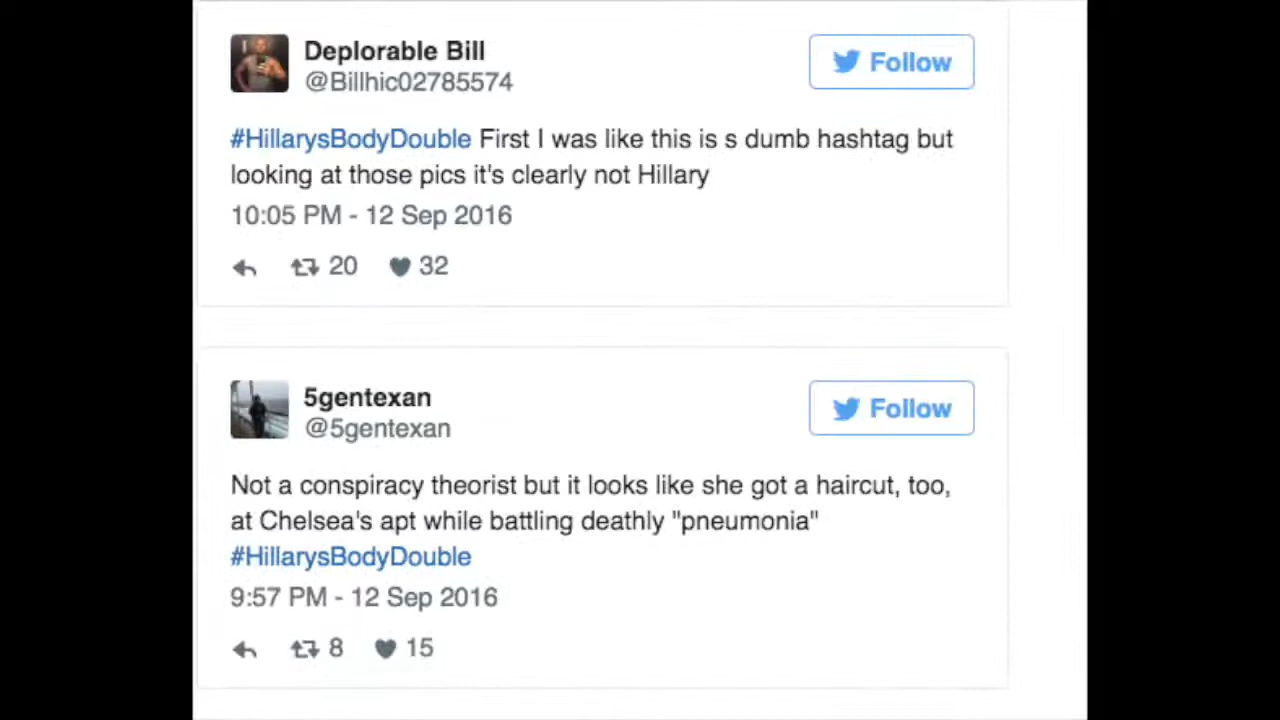 Deplorable Bill
@Billhic02785574
Follow
#HillarysBodyDouble First I was like this is s dumb hashtag but
looking at those pics it's clearly not Hillary
10:05 PM - 12 Sep 2016
20 32
5gentexan
@5gentexan
Follow
Not a conspiracy theorist but it looks like she got a haircut, too,
at Chelsea's apt while battling deathly "pneumonia"
#HillarysBodyDouble
9:57 PM - 12 Sep 2016
8 15